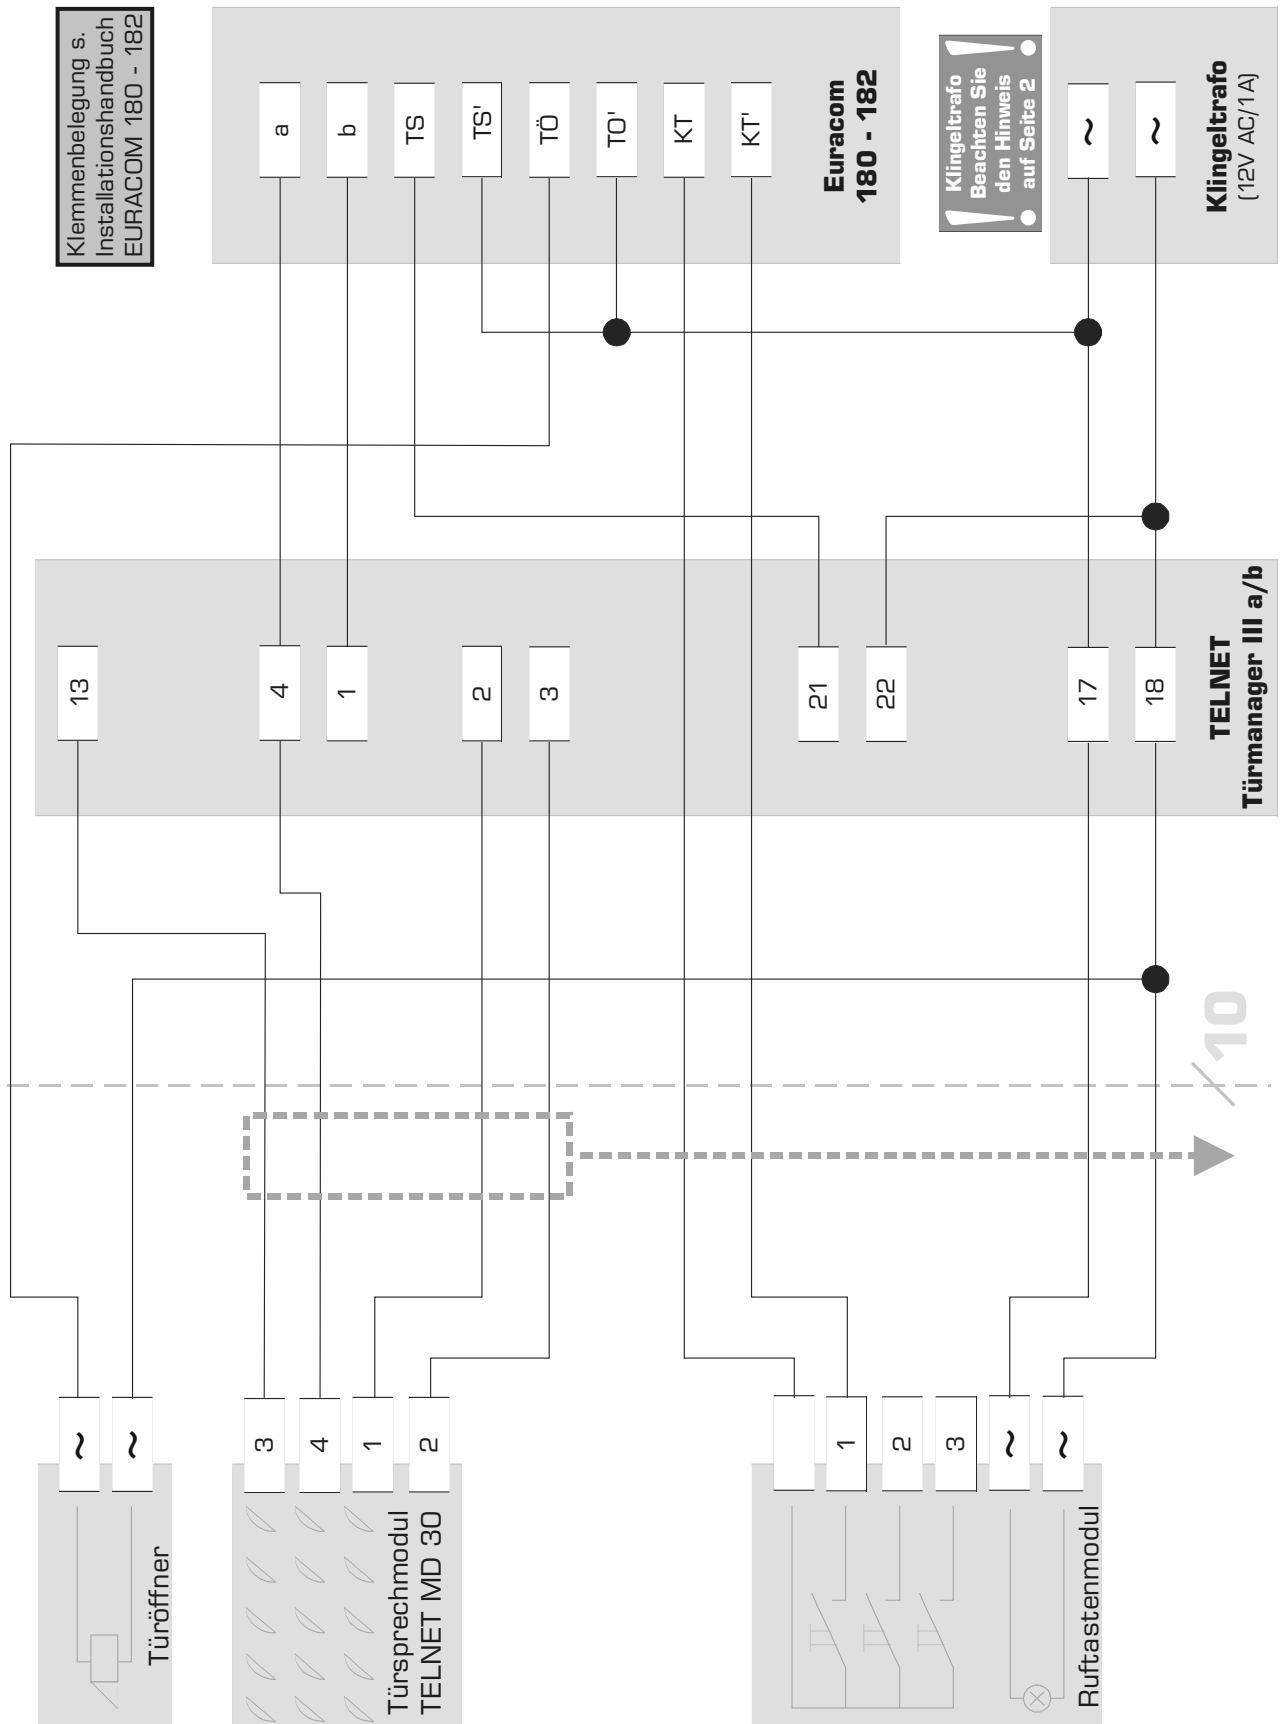 Klemmenbelegung s.
Installationshandbuch
EURACOM 180 - 182
a
b
TS
TS'
TÖ
TO'
KT
KT'
Euracom
180 - 182
Klingeltrafo
Beachten Sie
den Hinweis
auf Seite 2
~
~
Klingeltrafo
(12V AC/1A)
13
4
1
2
3
21
22
17
18
TELNET
Türmanager III a/b
/10
~
~
Türöffner
3
4
1
2
Türsprechmodul
TELNET MD 30
1
2
3
~
~
Ruftastenmodul